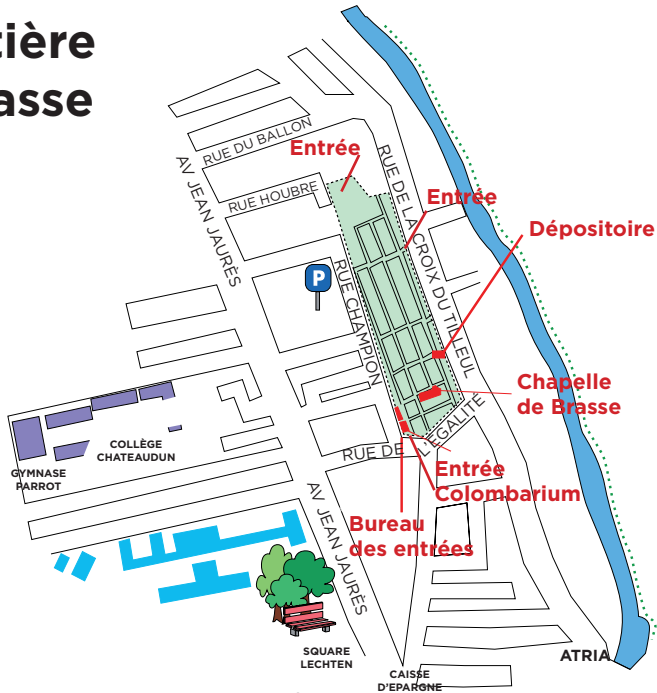 tière
asse
RUE DU BALLON
Entrée
AV JEAN JAURÈS
RUE HOUBRE
RUE DE LA CROIX DU TILLEUL
Entrée
Dépositoire
P
RUE CHAMPION
Chapelle
de Brasse
COLLÈGE
CHATEAUDUN
GYMNASE
PARROT
RUE DE L'ÉGALITÉ
Entrée
Colombarium
Bureau
des entrées
AV JEAN JAURÈS
SQUARE
LECHTEN
CAISSE
D'EPARGNE
ATRIA